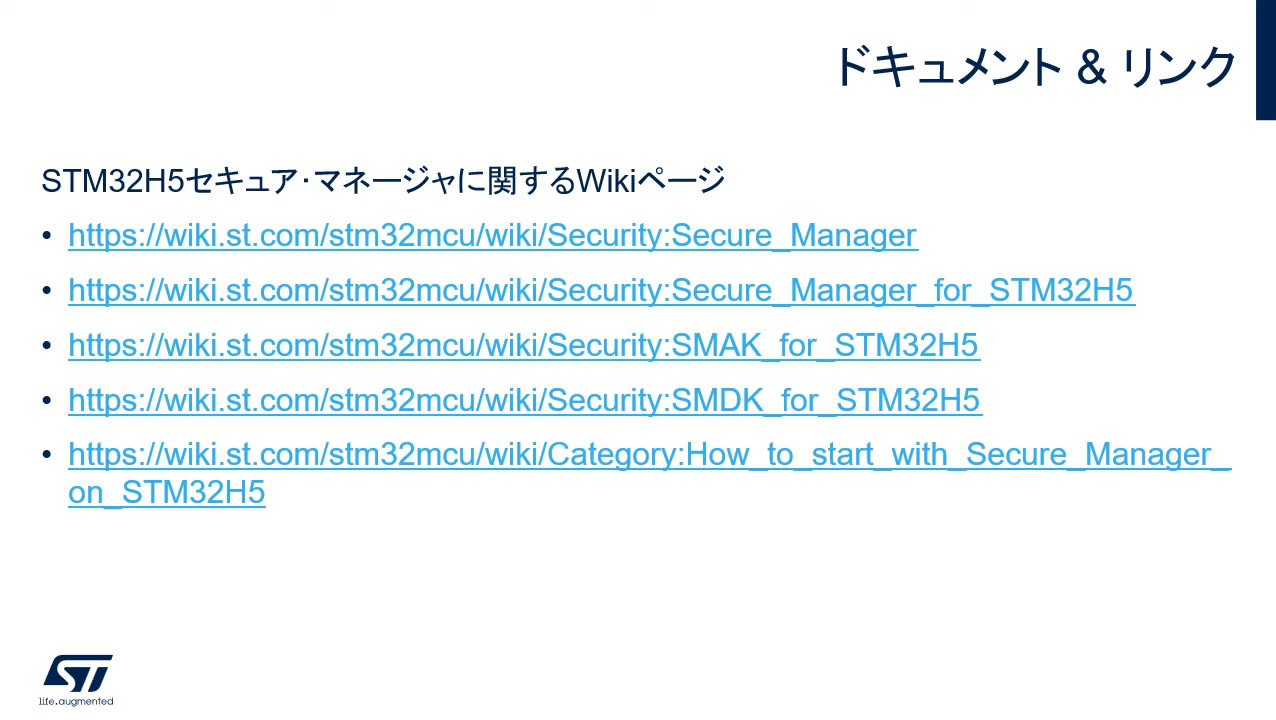 ドキュメント & リンク
STM32H5セキュア･マネージャに関するWikiページ
• https://wiki.st.com/stm32mcu/wiki/Security:Secure_Manager
• https://wiki.st.com/stm32mcu/wiki/Security:Secure_Manager_for_STM32H5
• https://wiki.st.com/stm32mcu/wiki/Security:SMAK_for_STM32H5
• https://wiki.st.com/stm32mcu/wiki/Security:SMDK_for_STM32H5
• https://wiki.st.com/stm32mcu/wiki/Category:How_to_start_with_Secure_Manager_
on_STM32H5
ST
life.augmented